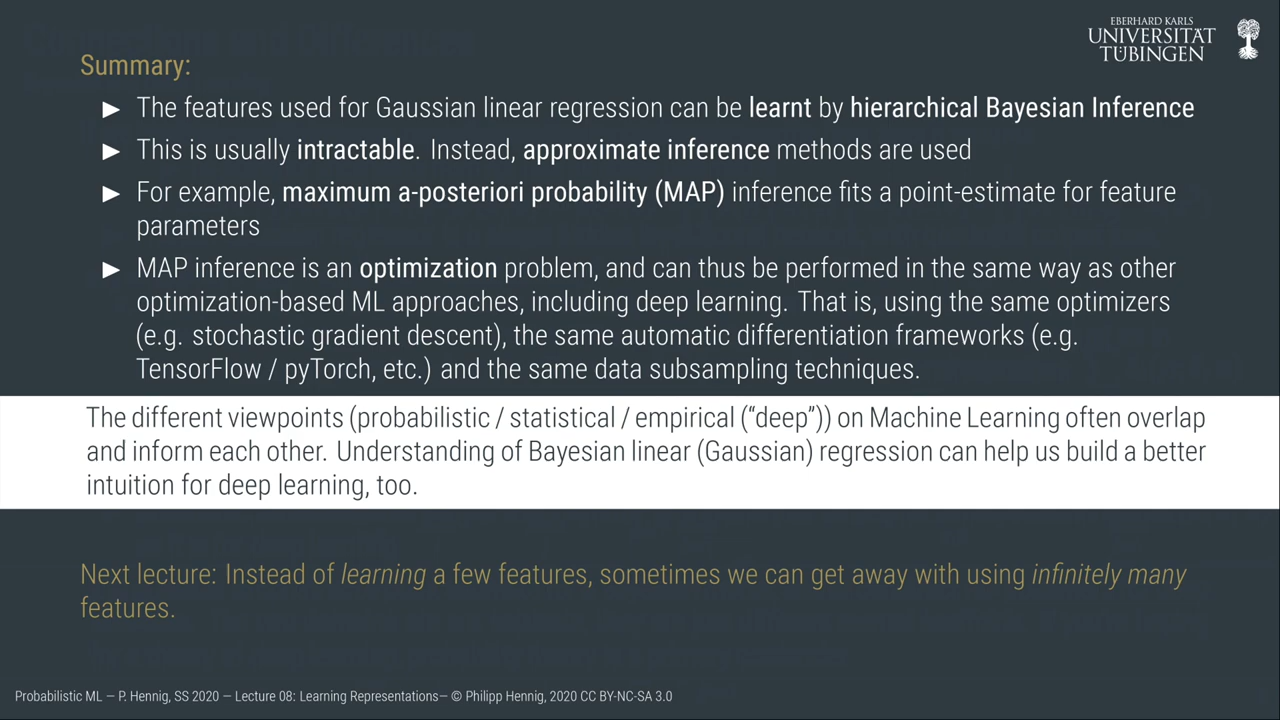 EBERHARD KARLS
UNIVERSITÄT
TÜBINGEN
Summary:
▶ The features used for Gaussian linear regression can be learnt by hierarchical Bayesian Inference
▶ This is usually intractable. Instead, approximate inference methods are used
▶ For example, maximum a-posteriori probability (MAP) inference fits a point-estimate for feature
parameters
▶ MAP inference is an optimization problem, and can thus be performed in the same way as other
optimization-based ML approaches, including deep learning. That is, using the same optimizers
(e.g. stochastic gradient descent), the same automatic differentiation frameworks (e.g.
TensorFlow / pyTorch, etc.) and the same data subsampling techniques.
The different viewpoints (probabilistic / statistical / empirical (“deep”)) on Machine Learning often overlap
and inform each other. Understanding of Bayesian linear (Gaussian) regression can help us build a better
intuition for deep learning, too.
Next lecture: Instead of learning a few features, sometimes we can get away with using infinitely many
features.
Probabilistic ML — P. Hennig, SS 2020 — Lecture 08: Learning Representations— © Philipp Hennig, 2020 CC BY-NC-SA 3.0